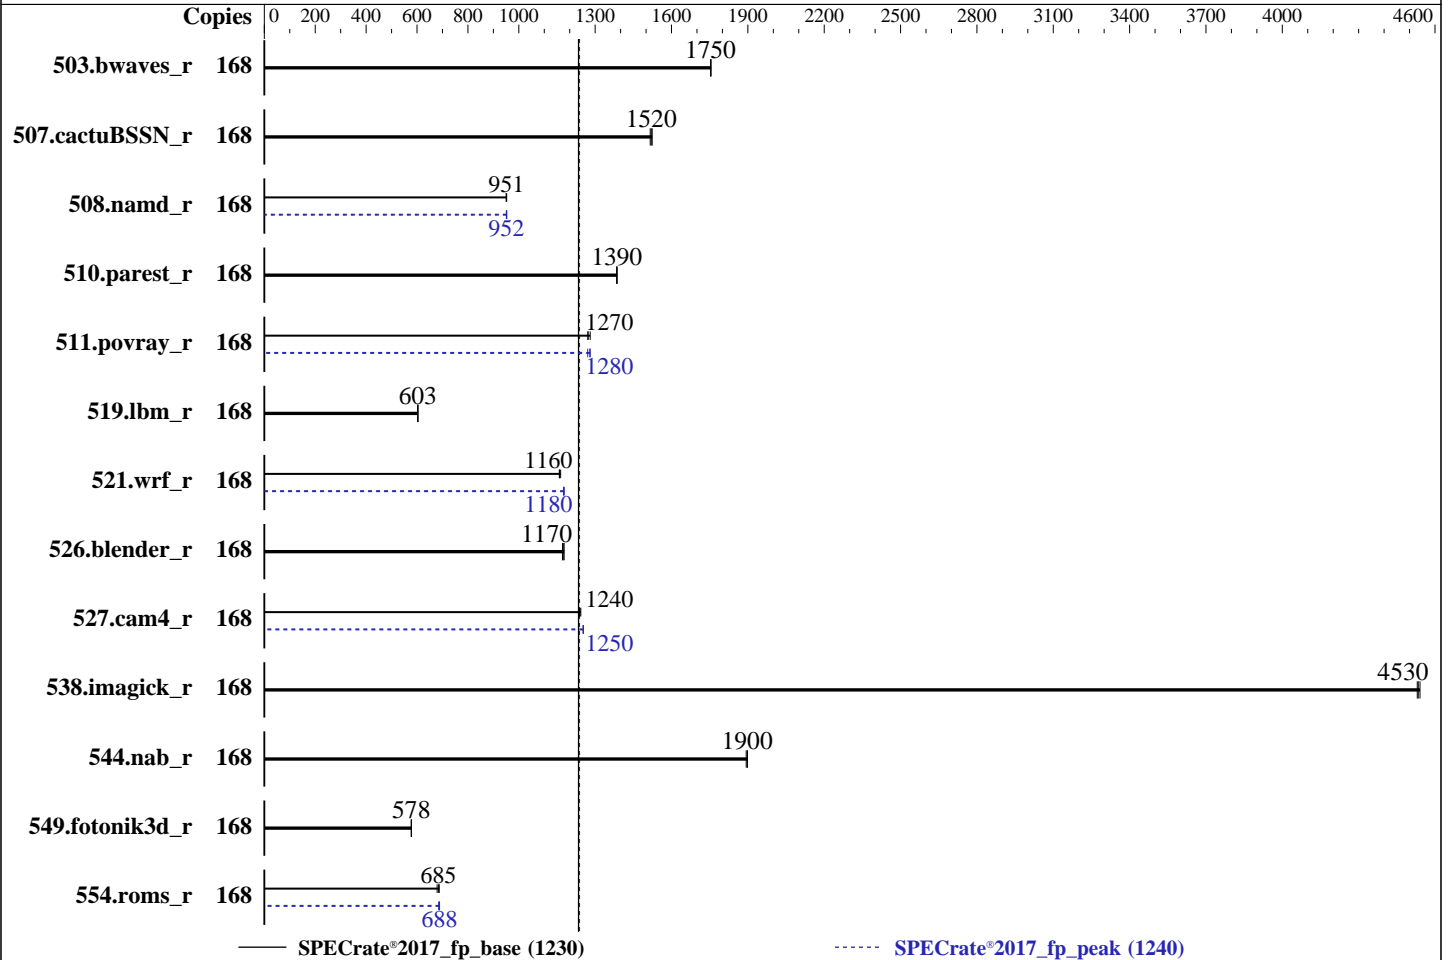 Copies 0 200 400 600 800 1000 1300 1600 1900 2200 2500 2800 3100 3400 3700 4000 4600
503.bwaves_r 168 1750
507.cactuBSSN_r 168 1520
508.namd_r 168 951
952
510.parest_r 168 1390
511.povray_r 168 1270
1280
519.lbm_r 168 603
521.wrf_r 168 1160
1180
526.blender_r 168 1170
527.cam4_r 168 1240
1250
538.imagick_r 168 4530
544.nab_r 168 1900
549.fotonik3d_r 168 578
554.roms_r 168 685
688
SPECrate®2017_fp_base (1230) SPECrate®2017_fp_peak (1240)